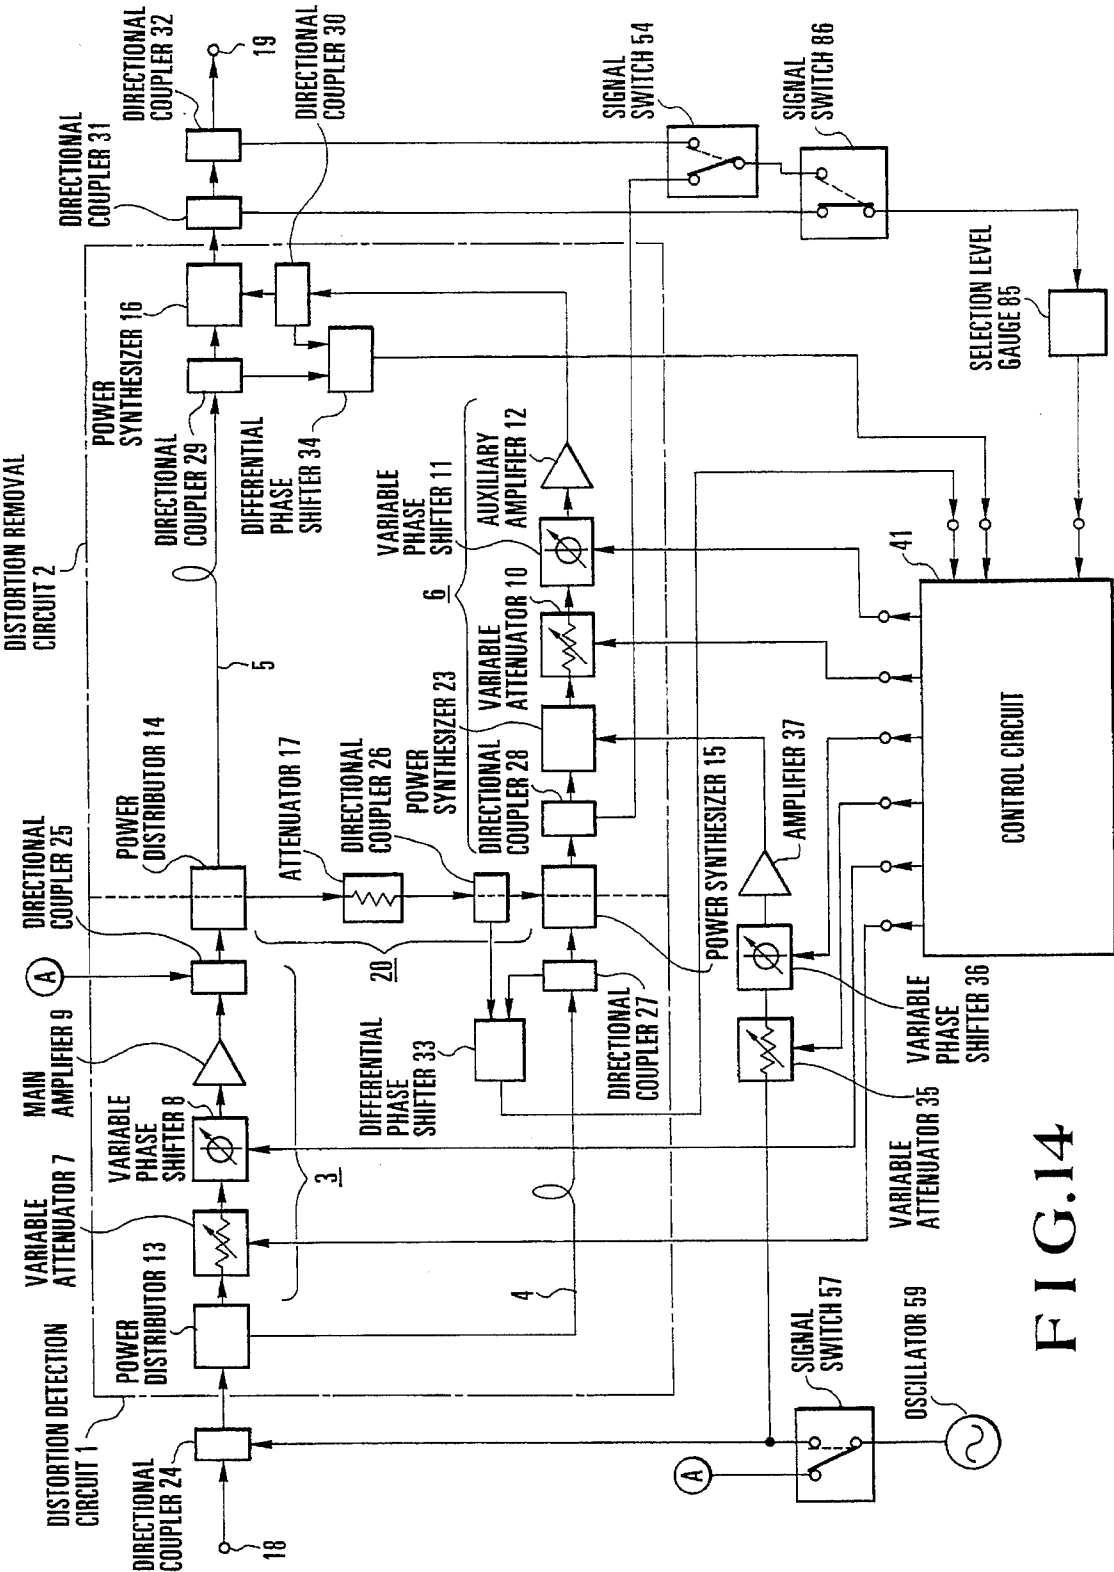 DISTORTION DETECTION
CIRCUIT 1
DISTORTION REMOVAL
CIRCUIT 2
DIRECTIONAL
COUPLER 24
18
POWER
DISTRIBUTOR 13
VARIABLE
ATTENUATOR 7
VARIABLE
PHASE
SHIFTER 8
MAIN
AMPLIFIER 9
A
DIRECTIONAL
COUPLER 25
POWER
DISTRIBUTOR 14
5
DIRECTIONAL
COUPLER 29
POWER
SYNTHESIZER 16
DIRECTIONAL
COUPLER 31
DIRECTIONAL
COUPLER 32
19
DIRECTIONAL
COUPLER 30
DIFFERENTIAL
PHASE
SHIFTER 34
3
20
ATTENUATOR 17
DIRECTIONAL
COUPLER 26
DIFFERENTIAL
PHASE
SHIFTER 33
4
DIRECTIONAL
COUPLER 27
POWER SYNTHESIZER 15
DIRECTIONAL
COUPLER 28
POWER
SYNTHESIZER 23
6
VARIABLE
ATTENUATOR 10
VARIABLE
PHASE
SHIFTER 11
AUXILIARY
AMPLIFIER 12
SIGNAL
SWITCH 54
SIGNAL
SWITCH 86
SELECTION LEVEL
GAUGE 85
A
SIGNAL
SWITCH 57
OSCILLATOR 59
VARIABLE
ATTENUATOR 35
VARIABLE
PHASE
SHIFTER 36
AMPLIFIER 37
CONTROL CIRCUIT
41
FIG.14